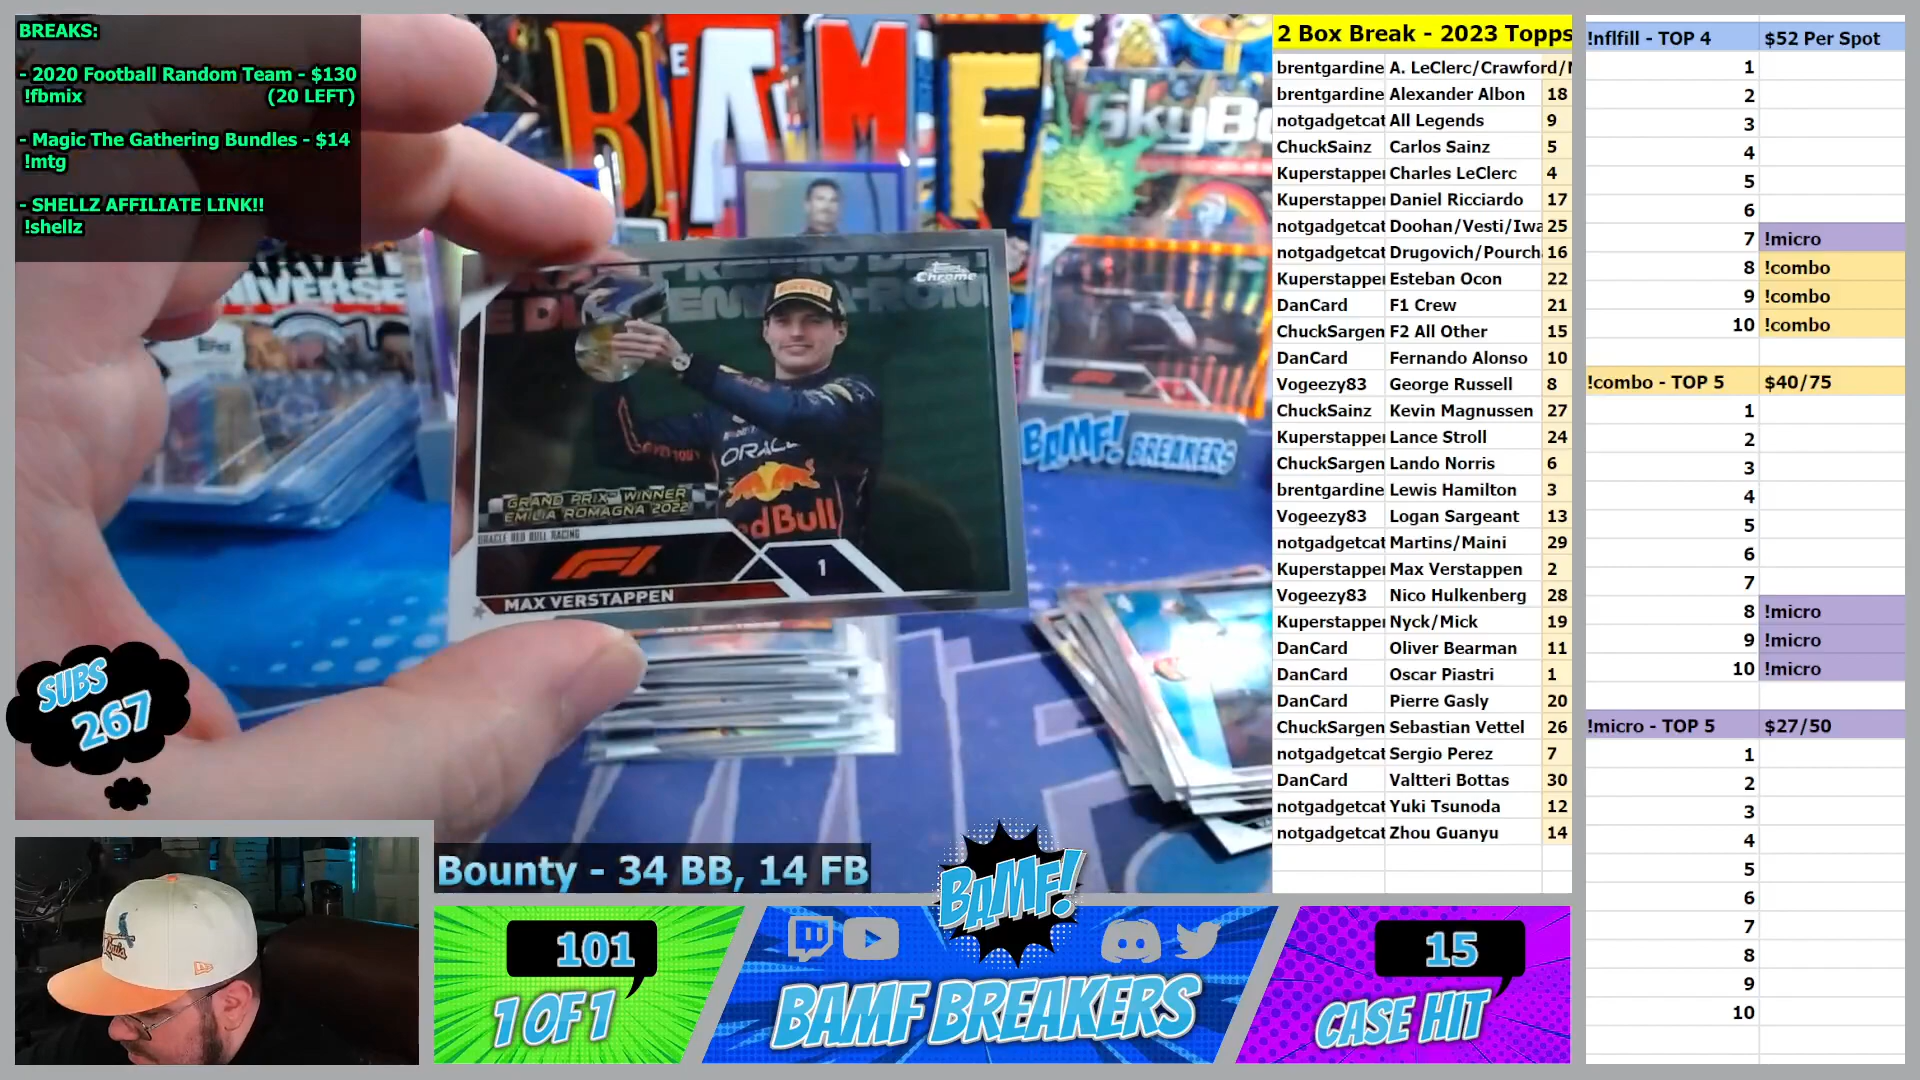 BREAKS:
- 2020 Football Random Team - $130
!fbmix (20 LEFT)
- Magic The Gathering Bundles - $14
!mtg
- SHELLZ AFFILIATE LINK!!
!shellz
BAMF
SkyB
Topps
Chrome
PIRELLI
ORACLE
GRAND PRIX WINNER
EMILIA ROMAGNA 2022
ORACLE RED BULL RACING
F1
1
MAX VERSTAPPEN
dBull
BAMF! BREAKERS
SUBS
267
Bounty - 34 BB, 14 FB
BAMF!
101
1 OF 1
BAMF BREAKERS
15
CASE HIT
2 Box Break - 2023 Topps
brentgardine A. LeClerc/Crawford/
brentgardine Alexander Albon 18
notgadgetcat All Legends 9
ChuckSainz Carlos Sainz 5
Kuperstapper Charles LeClerc 4
Kuperstapper Daniel Ricciardo 17
notgadgetcat Doohan/Vesti/Iwa 25
notgadgetcat Drugovich/Pourch 16
Kuperstapper Esteban Ocon 22
DanCard F1 Crew 21
ChuckSargen F2 All Other 15
DanCard Fernando Alonso 10
Vogeezy83 George Russell 8
ChuckSainz Kevin Magnussen 27
Kuperstapper Lance Stroll 24
ChuckSargen Lando Norris 6
brentgardine Lewis Hamilton 3
Vogeezy83 Logan Sargeant 13
notgadgetcat Martins/Maini 29
Kuperstapper Max Verstappen 2
Vogeezy83 Nico Hulkenberg 28
Kuperstapper Nyck/Mick 19
DanCard Oliver Bearman 11
DanCard Oscar Piastri 1
DanCard Pierre Gasly 20
ChuckSargen Sebastian Vettel 26
notgadgetcat Sergio Perez 7
DanCard Valtteri Bottas 30
notgadgetcat Yuki Tsunoda 12
notgadgetcat Zhou Guanyu 14
!nflfill - TOP 4 $52 Per Spot
1
2
3
4
5
6
7 !micro
8 !combo
9 !combo
10 !combo
!combo - TOP 5 $40/75
1
2
3
4
5
6
7
8 !micro
9 !micro
10 !micro
!micro - TOP 5 $27/50
1
2
3
4
5
6
7
8
9
10